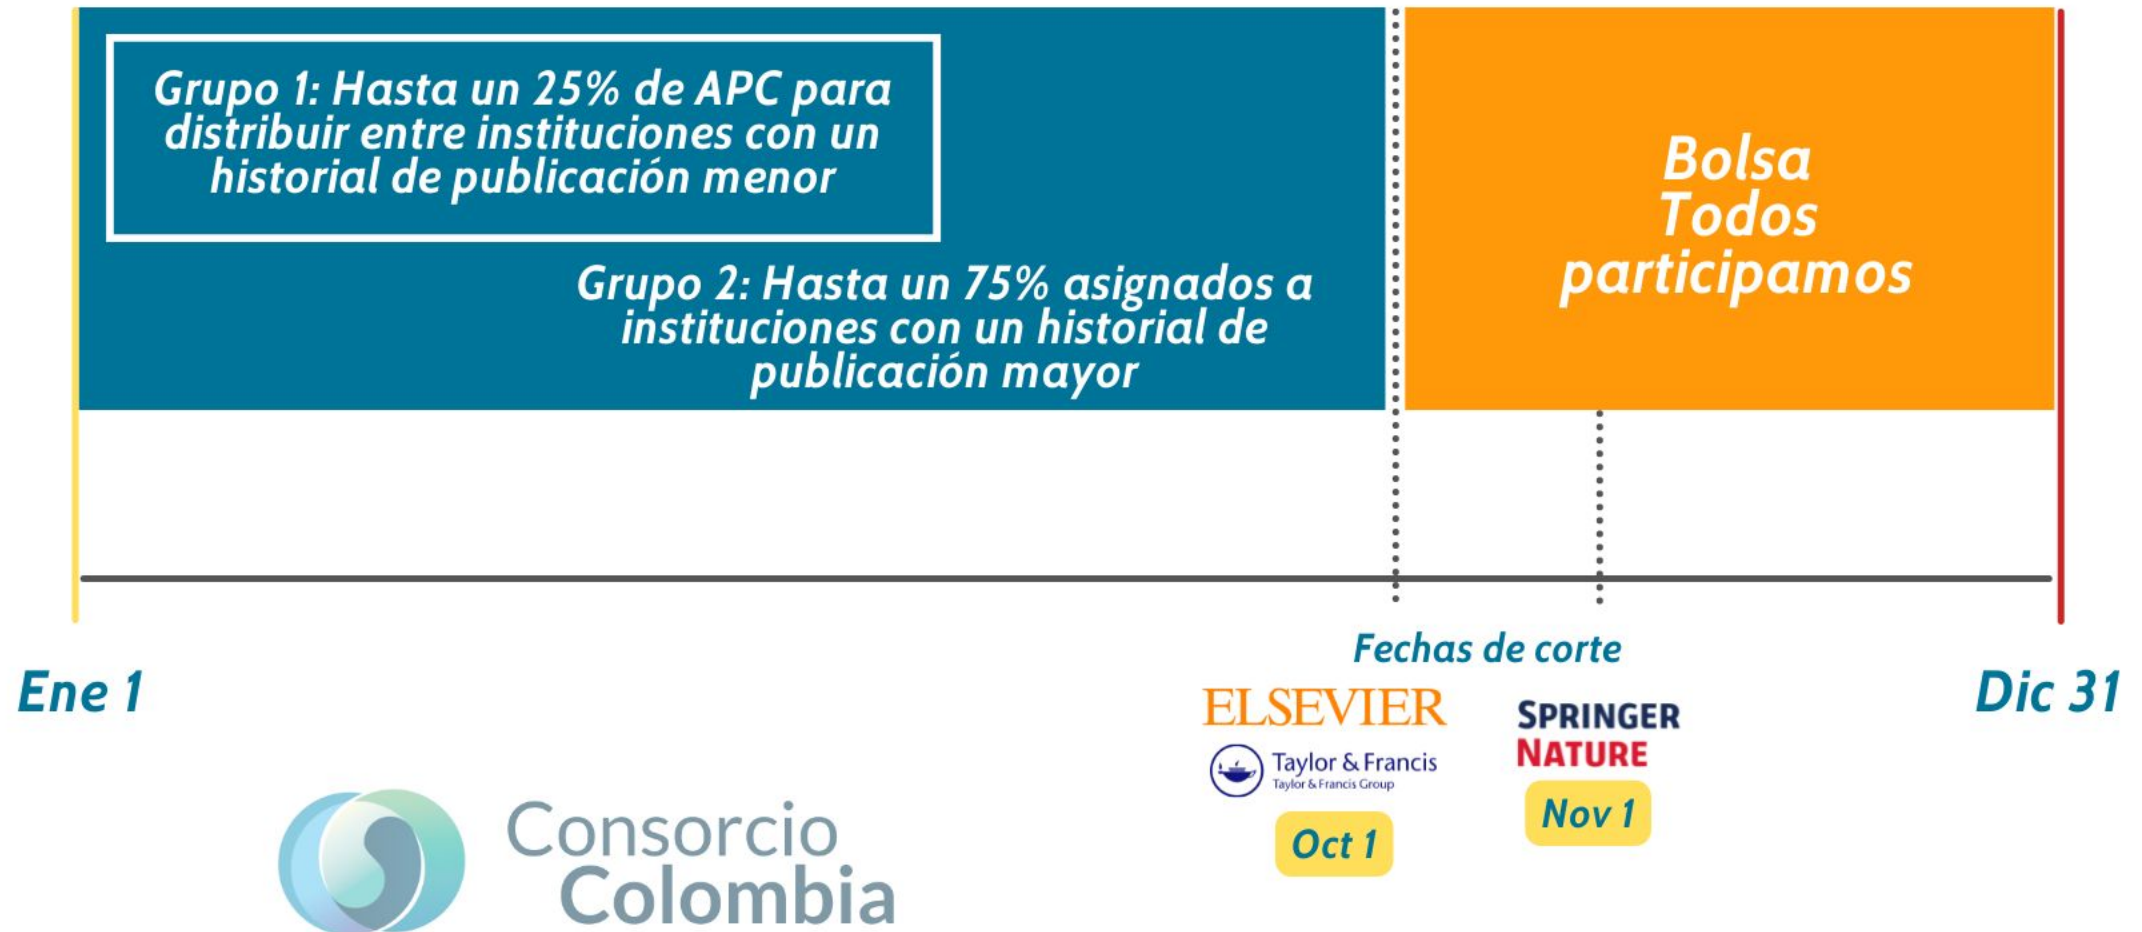 Grupo 1: Hasta un 25% de APC para
distribuir entre instituciones con un
historial de publicación menor
Grupo 2: Hasta un 75% asignados a
instituciones con un historial de
publicación mayor
Bolsa
Todos
participamos
Fechas de corte
Ene 1
ELSEVIER
Taylor & Francis
Taylor & Francis Group
Oct 1
SPRINGER
NATURE
Nov 1
Dic 31
Consorcio
Colombia